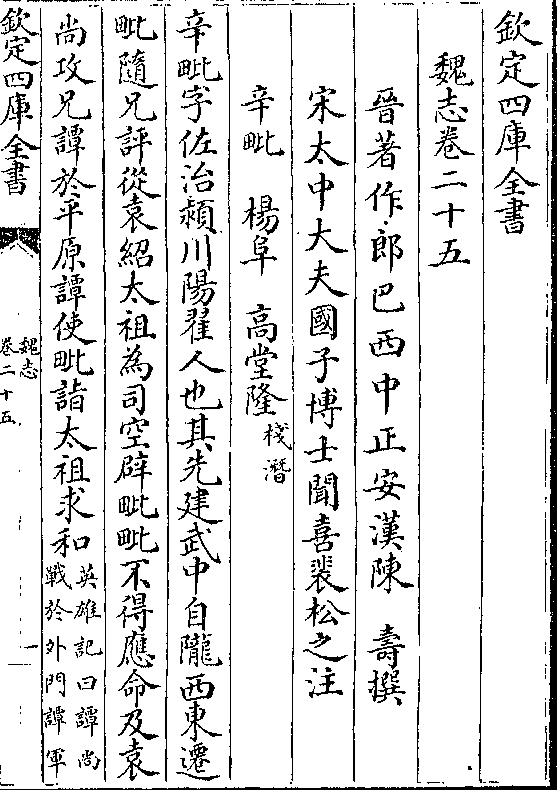 欽定四庫全書
魏志卷二十五
晉著作郎巴西中正安漢陳　壽撰
宋太中大夫國子博士聞喜裴松之注
辛毗　楊阜　高堂隆棧潛
辛毗字佐治潁川陽翟人也其先建武中自隴西東遷
毗隨兄評從袁紹太祖為司空辟毗毗不得應命及袁
尚攻兄譚於平原譚使毗詣太祖求和英雄記曰譚尚
戰於外門譚軍
欽定四庫全書
魏志
卷二十五
一